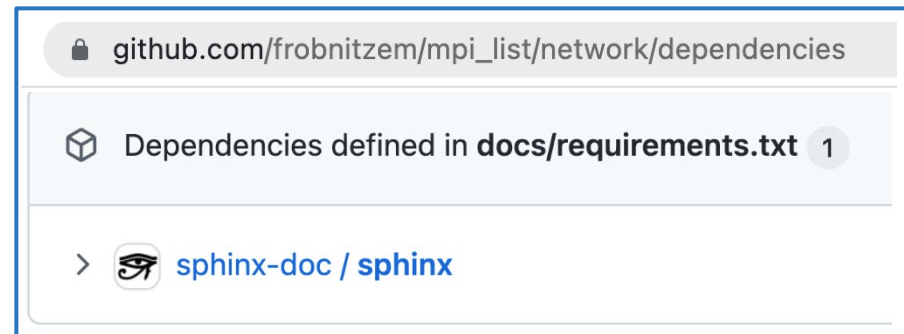 github.com/frobnitzem/mpi_list/network/dependencies
Dependencies defined in docs/requirements.txt 1
sphinx-doc / sphinx